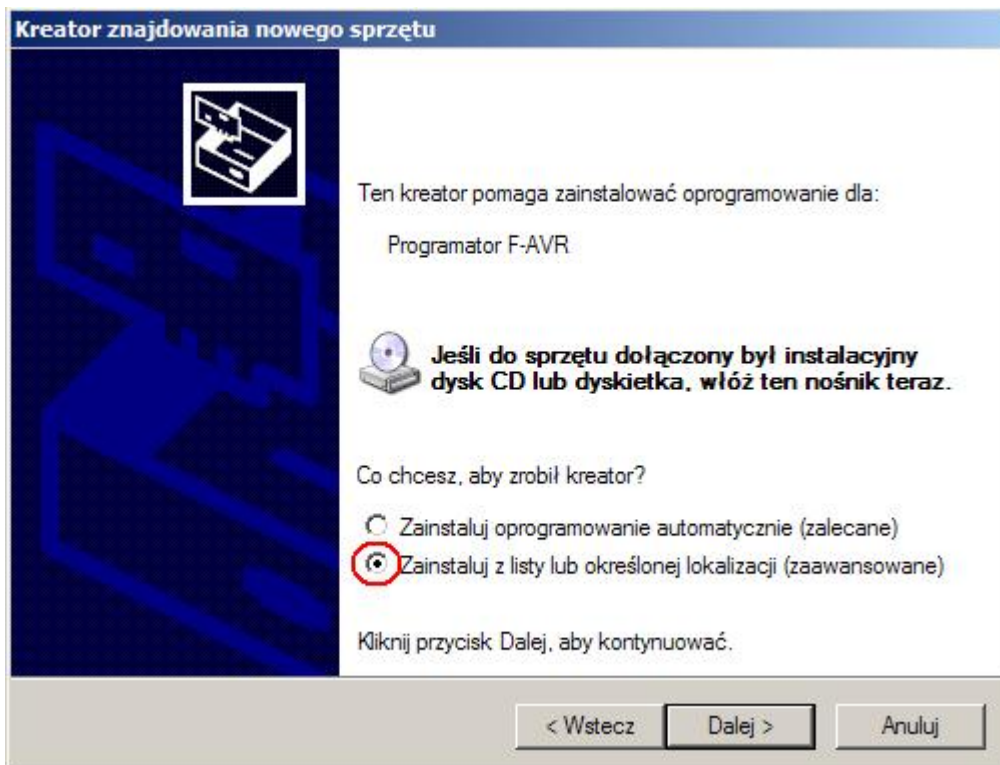 Kreator znajdowania nowego sprzętu
Ten kreator pomaga zainstalować oprogramowanie dla:
Programator F-AVR
Jeśli do sprzętu dołączony był instalacyjny
dysk CD lub dyskietka, włóż ten nośnik teraz.
Co chcesz, aby zrobił kreator?
Zainstaluj oprogramowanie automatycznie (zalecane)
Zainstaluj z listy lub określonej lokalizacji (zaawansowane)
Kliknij przycisk Dalej, aby kontynuować.
< Wstecz Dalej > Anuluj